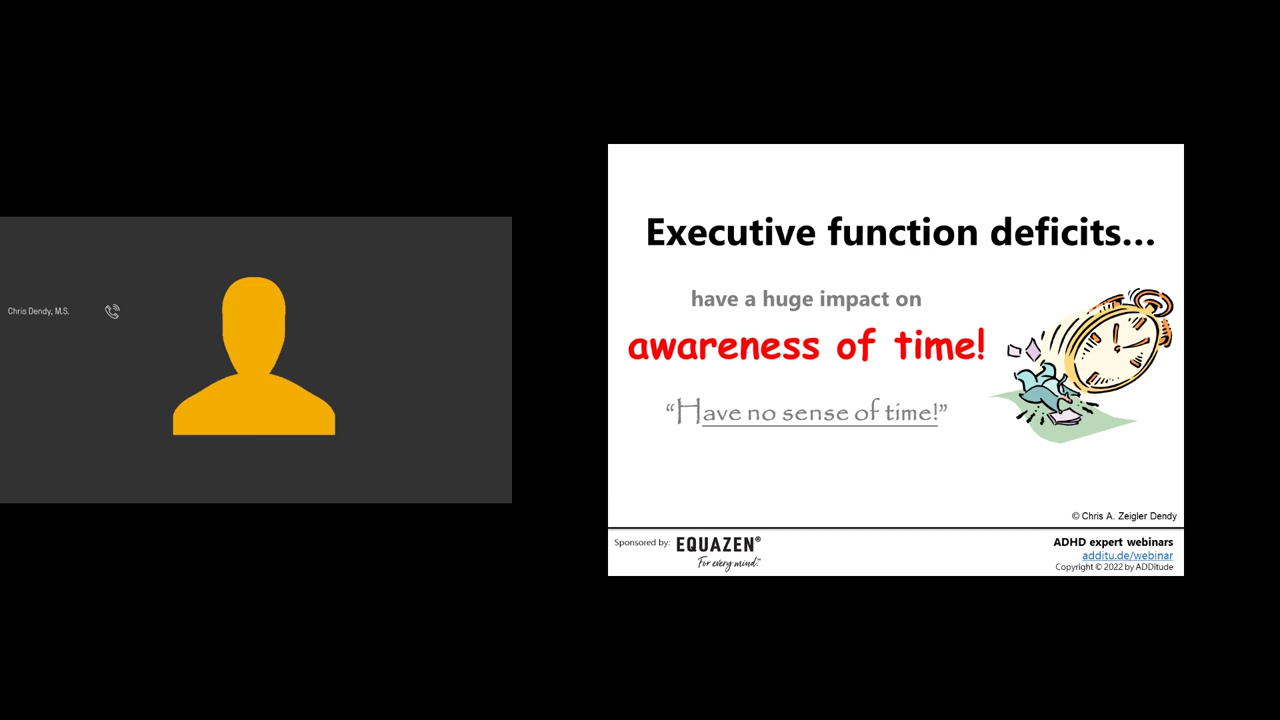 Chris Dendy, M.S.
Executive function deficits...
have a huge impact on
awareness of time!
“Have no sense of time!”
© Chris A. Zeigler Dendy
Sponsored by: EQUAZEN®
For every mind.™
ADHD expert webinars
additu.de/webinar
Copyright © 2022 by ADDitude